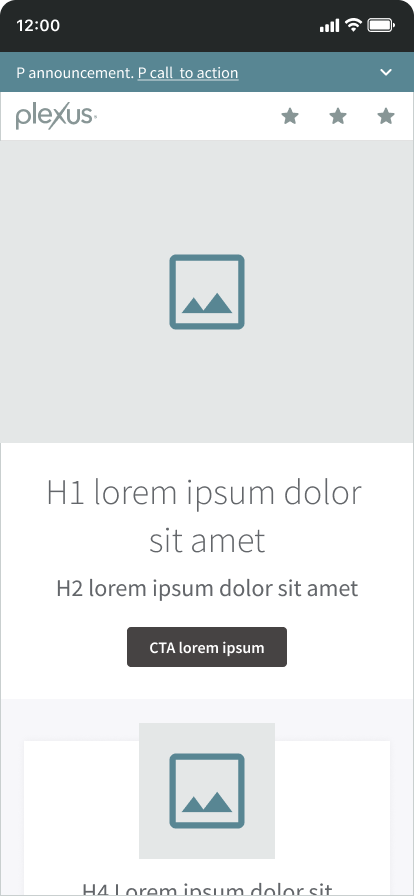 12:00
P announcement. P call to action
plexus
H1 lorem ipsum dolor
sit amet
H2 lorem ipsum dolor sit amet
CTA lorem ipsum
H4 Lorem ipsum dolor sit